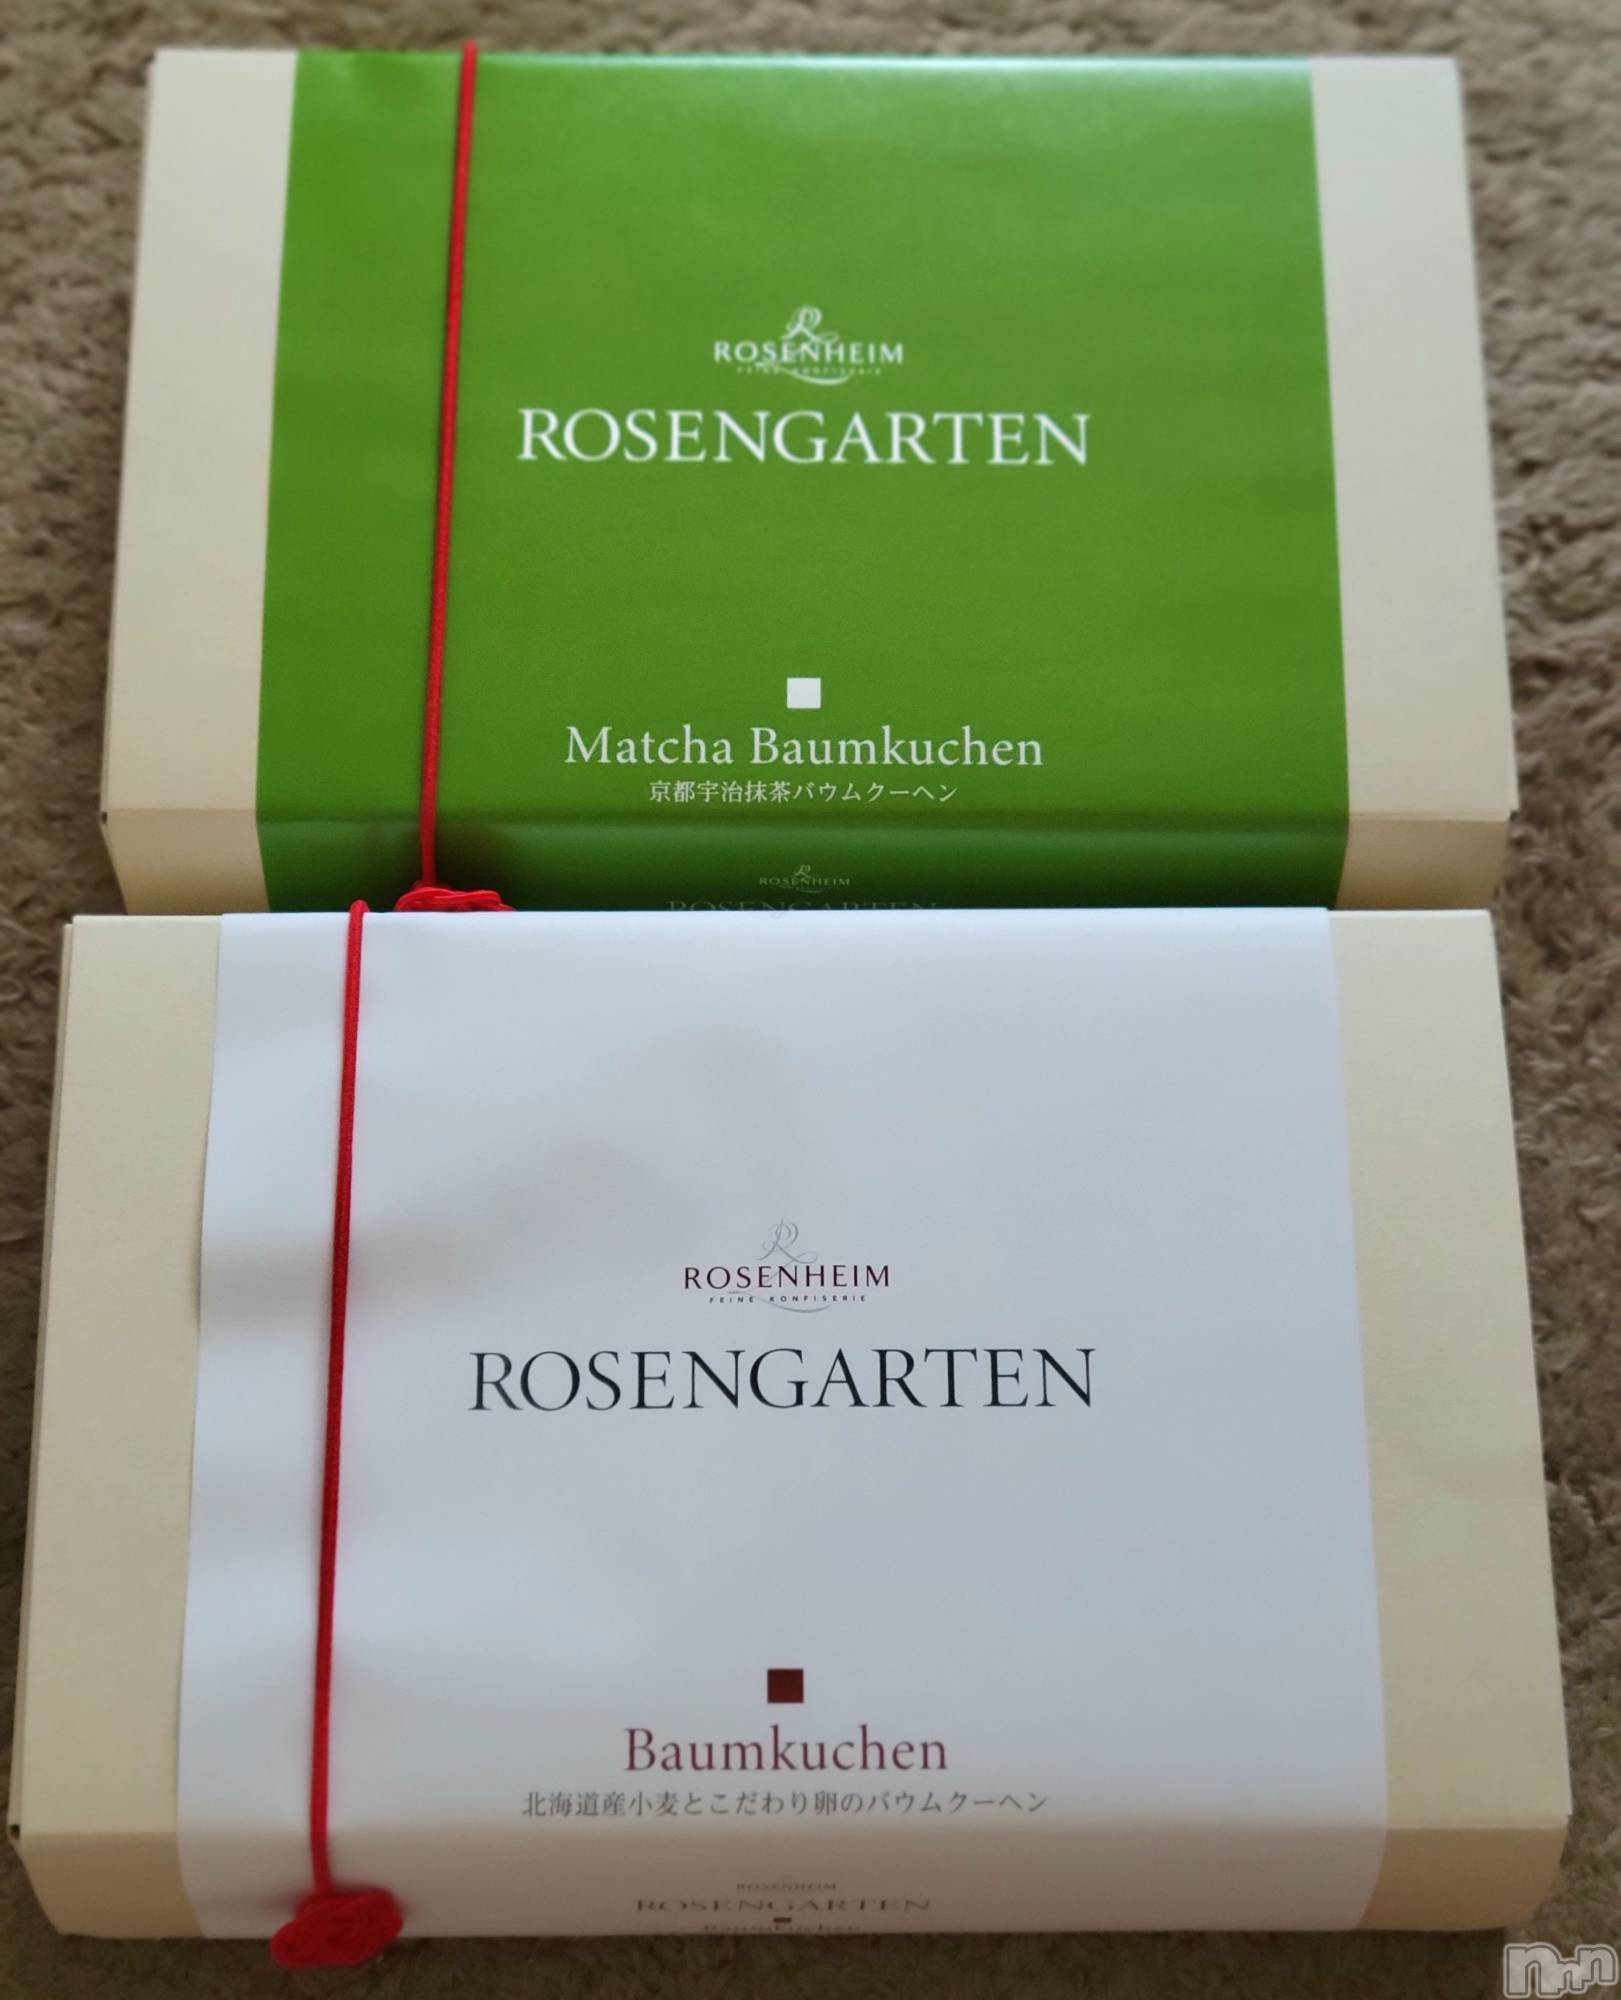 ROSENHEIM
FEINE KONFISERIE
ROSENGARTEN
Matcha Baumkuchen
京都宇治抹茶バウムクーヘン
ROSENHEIM
ROSENGARTEN
ROSENHEIM
FEINE KONFISERIE
ROSENGARTEN
Baumkuchen
北海道産小麦とこだわり卵のバウムクーヘン
ROSENHEIM
ROSENGARTEN
Baumkuchen